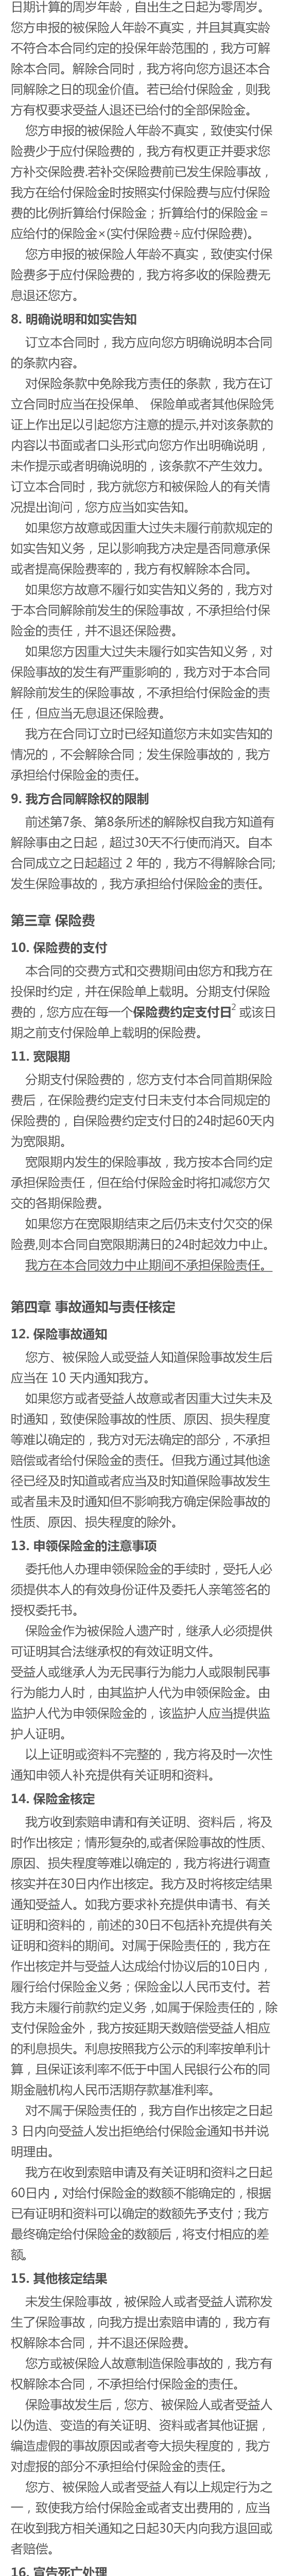 日期计算的周岁年龄，自出生之日起为零周岁。
您方申报的被保险人年龄不真实，并且其真实龄
不符合本合同约定的投保年龄范围的，我方可解
除本合同。解除合同时，我方将向您方退还本合
同解除之日的现金价值。若已给付保险金，则我
方有权要求受益人退还已给付的全部保险金。
您方申报的被保险人年龄不真实，致使实付保
险费少于应付保险费的，我方有权更正并要求您
方补交保险费.若补交保险费前已发生保险事故，
我方在给付保险金时按照实付保险费与应付保险
费的比例折算给付保险金；折算给付的保险金＝
应给付的保险金×(实付保险费÷应付保险费)。
您方申报的被保险人年龄不真实，致使实付保
险费多于应付保险费的，我方将多收的保险费无
息退还您方。
8. 明确说明和如实告知
订立本合同时，我方应向您方明确说明本合同
的条款内容。
对保险条款中免除我方责任的条款，我方在订
立合同时应当在投保单、 保险单或者其他保险凭
证上作出足以引起您方注意的提示,并对该条款的
内容以书面或者口头形式向您方作出明确说明，
未作提示或者明确说明的，该条款不产生效力。
订立本合同时，我方就您方和被保险人的有关情
况提出询问，您方应当如实告知。
如果您方故意或因重大过失未履行前款规定的
如实告知义务，足以影响我方决定是否同意承保
或者提高保险费率的，我方有权解除本合同。
如果您方故意不履行如实告知义务的，我方对
于本合同解除前发生的保险事故，不承担给付保
险金的责任，并不退还保险费。
如果您方因重大过失未履行如实告知义务，对
保险事故的发生有严重影响的，我方对于本合同
解除前发生的保险事故，不承担给付保险金的责
任，但应当无息退还保险费。
我方在合同订立时已经知道您方未如实告知的
情况的，不会解除合同；发生保险事故的，我方
承担给付保险金的责任。
9. 我方合同解除权的限制
前述第7条、第8条所述的解除权自我方知道有
解除事由之日起，超过30天不行使而消灭。自本
合同成立之日起超过 2 年的，我方不得解除合同;
发生保险事故的，我方承担给付保险金的责任。
第三章 保险费
10. 保险费的支付
本合同的交费方式和交费期间由您方和我方在
投保时约定，并在保险单上载明。分期支付保险
费的，您方应在每一个保险费约定支付日2 或该日
期之前支付保险单上载明的保险费。
11. 宽限期
分期支付保险费的，您方支付本合同首期保险
费后，在保险费约定支付日未支付本合同规定的
保险费的，自保险费约定支付日的24时起60天内
为宽限期。
宽限期内发生的保险事故，我方按本合同约定
承担保险责任，但在给付保险金时将扣减您方欠
交的各期保险费。
如果您方在宽限期结束之后仍未支付欠交的保
险费,则本合同自宽限期满日的24时起效力中止。
我方在本合同效力中止期间不承担保险责任。
第四章 事故通知与责任核定
12. 保险事故通知
您方、被保险人或受益人知道保险事故发生后
应当在 10 天内通知我方。
如果您方或者受益人故意或者因重大过失未及
时通知，致使保险事故的性质、原因、损失程度
等难以确定的，我方对无法确定的部分，不承担
赔偿或者给付保险金的责任。但我方通过其他途
径已经及时知道或者应当及时知道保险事故发生
或者虽未及时通知但不影响我方确定保险事故的
性质、原因、损失程度的除外。
13. 申领保险金的注意事项
委托他人办理申领保险金的手续时，受托人必
须提供本人的有效身份证件及委托人亲笔签名的
授权委托书。
保险金作为被保险人遗产时，继承人必须提供
可证明其合法继承权的有效证明文件。
受益人或继承人为无民事行为能力人或限制民事
行为能力人时，由其监护人代为申领保险金。由
监护人代为申领保险金的，该监护人应当提供监
护人证明。
以上证明或资料不完整的，我方将及时一次性
通知申领人补充提供有关证明和资料。
14. 保险金核定
我方收到索赔申请和有关证明、资料后，将及
时作出核定；情形复杂的,或者保险事故的性质、
原因、损失程度等难以确定的，我方将进行调查
核实并在30日内作出核定。我方及时将核定结果
通知受益人。如我方要求补充提供申请书、有关
证明和资料的，前述的30日不包括补充提供有关
证明和资料的期间。对属于保险责任的，我方在
作出核定并与受益人达成给付协议后的10日内，
履行给付保险金义务；保险金以人民币支付。若
我方未履行前款约定义务 ,如属于保险责任的，除
支付保险金外，我方按延期天数赔偿受益人相应
的利息损失。利息按照我方公示的利率按单利计
算，且保证该利率不低于中国人民银行公布的同
期金融机构人民币活期存款基准利率。
对不属于保险责任的，我方自作出核定之日起
3 日内向受益人发出拒绝给付保险金通知书并说
明理由。
我方在收到索赔申请及有关证明和资料之日起
60日内，对给付保险金的数额不能确定的，根据
已有证明和资料可以确定的数额先予支付；我方
最终确定给付保险金的数额后，将支付相应的差
额。
15. 其他核定结果
未发生保险事故，被保险人或者受益人谎称发
生了保险事故，向我方提出索赔申请的，我方有
权解除本合同，并不退还保险费。
您方或被保险人故意制造保险事故的，我方有
权解除本合同，不承担给付保险金的责任。
保险事故发生后，您方、被保险人或者受益人
以伪造、变造的有关证明、资料或者其他证据，
编造虚假的事故原因或者夸大损失程度的，我方
对虚报的部分不承担给付保险金的责任。
您方、被保险人或者受益人有以上规定行为之
一，致使我方给付保险金或者支出费用的，应当
在收到我方相关通知之日起30天内向我方退回或
者赔偿。
16. 宣告死亡处理